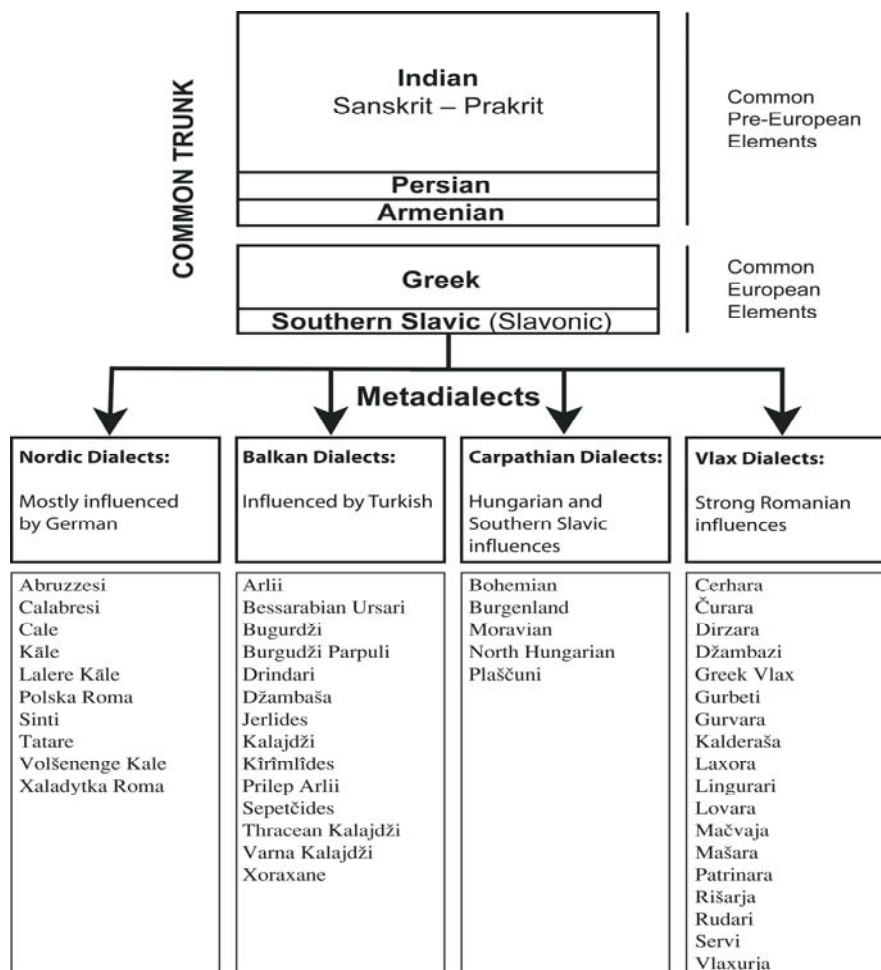 COMMON TRUNK
Indian
Sanskrit – Prakrit
Persian
Armenian
Common
Pre-European
Elements
Greek
Southern Slavic (Slavonic)
Common
European
Elements
Metadialects
Nordic Dialects:
Mostly influenced
by German
Abruzzesi
Calabresi
Cale
Kāle
Lalere Kāle
Polska Roma
Sinti
Tatare
Volšenenge Kale
Xaladytka Roma
Balkan Dialects:
Influenced by Turkish
Arlii
Bessarabian Ursari
Bugurdži
Burgudži Parpuli
Drindari
Džambaša
Jerlides
Kalajdži
Kîrîmlîdes
Prilep Arlii
Sepetčides
Thracean Kalajdži
Varna Kalajdži
Xoraxane
Carpathian Dialects:
Hungarian and
Southern Slavic
influences
Bohemian
Burgenland
Moravian
North Hungarian
Plaščuni
Vlax Dialects:
Strong Romanian
influences
Cerhara
Čurara
Dirzara
Džambazi
Greek Vlax
Gurbeti
Gurvara
Kalderaša
Laxora
Lingurari
Lovara
Mačvaja
Mašara
Patrinara
Rišarja
Rudari
Servi
Vlaxurja